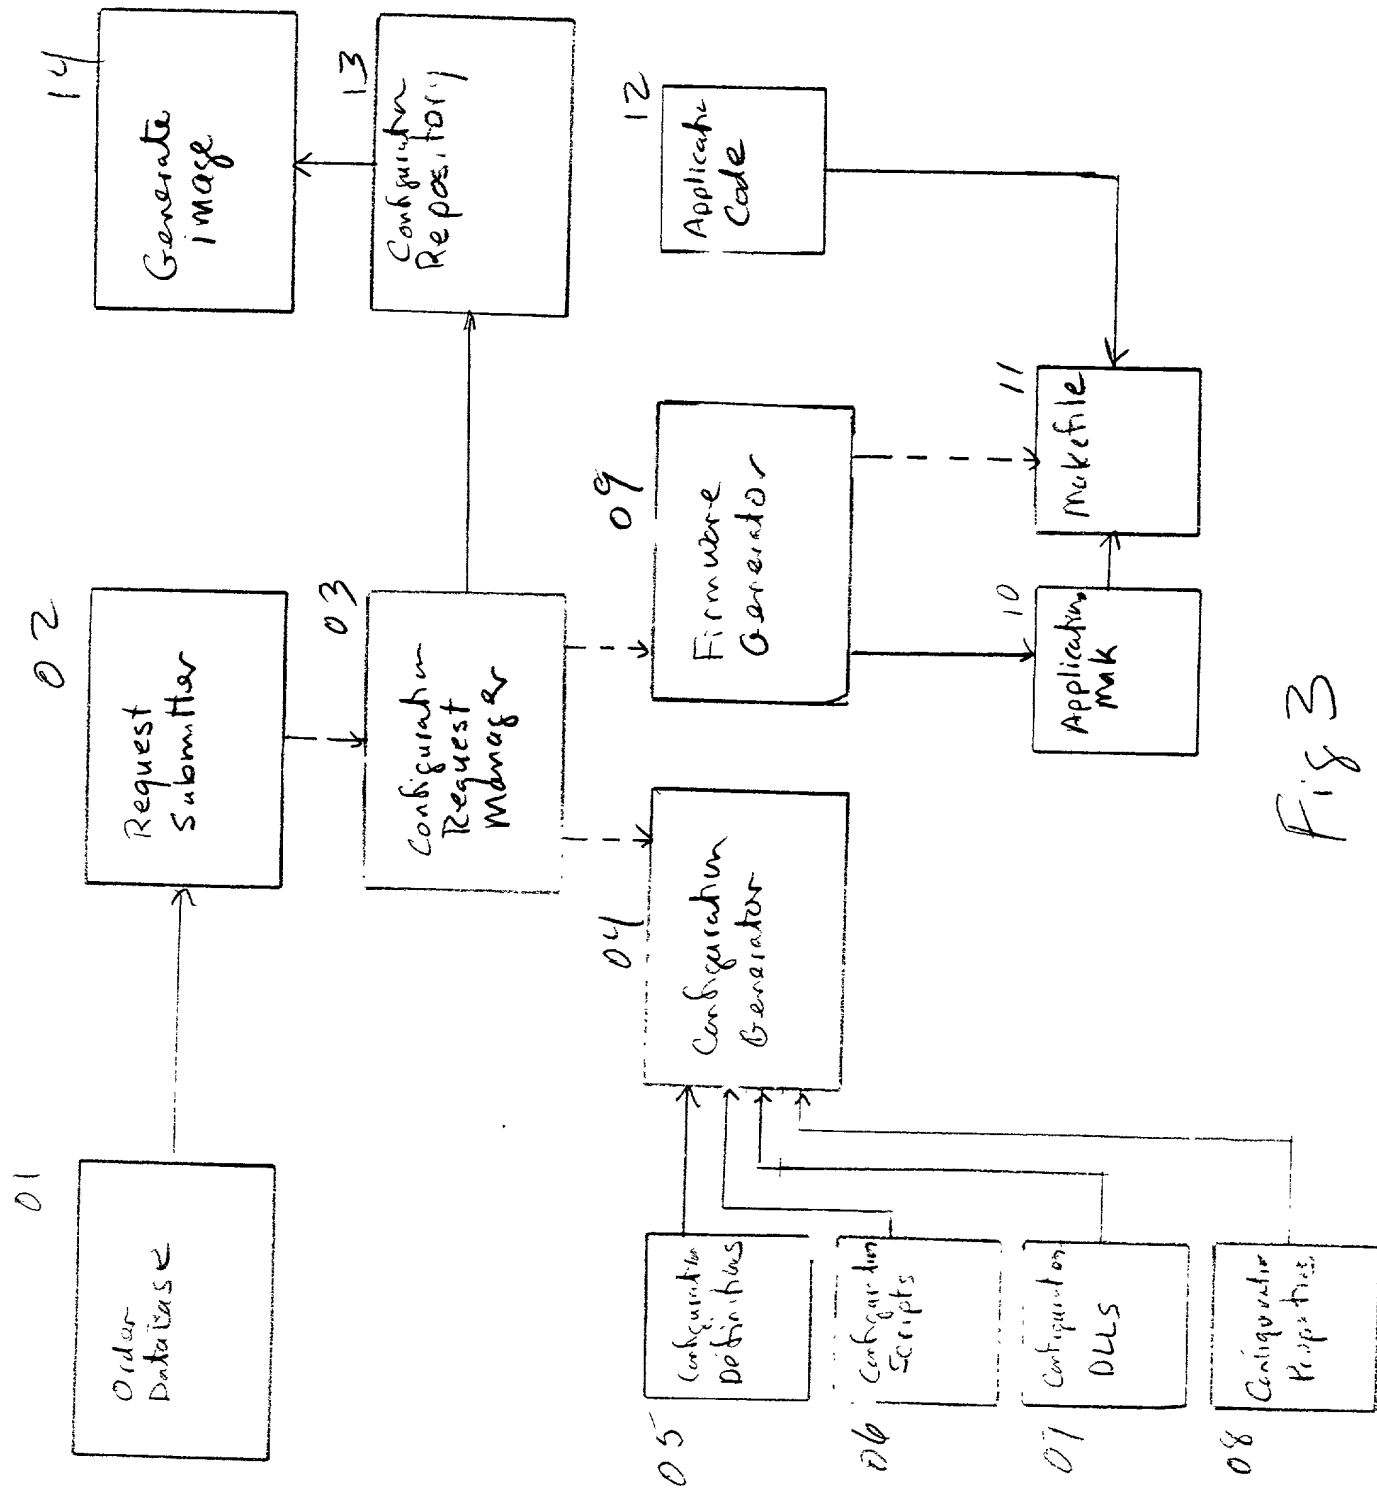 01
Order
Database
02
Request
Submitter
03
Configuration
Request
Manager
14
Generate
image
13
Configuration
Repository
04
Configuration
Generator
05
Configuration
Definitions
06
Configuration
Scripts
07
Configuration
DLLS
08
Configuration
Properties
09
Firmware
Generator
10
Application
Mak
11
Makefile
12
Applicatio
Code
Fig 3